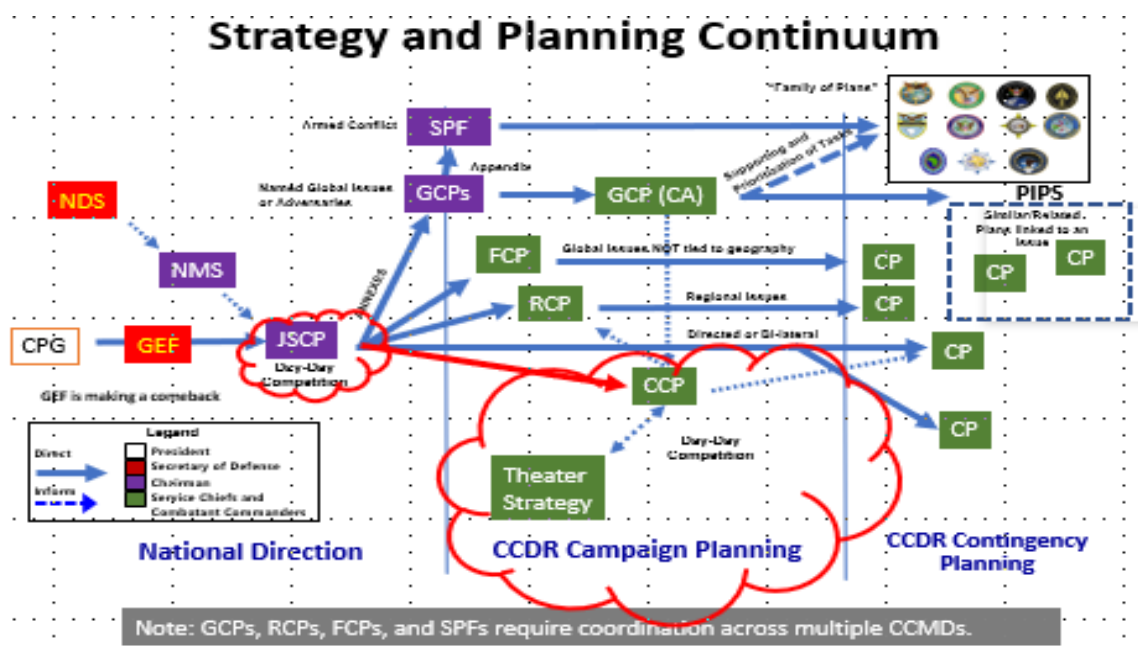 Strategy and Planning Continuum
"Family of Plans"
Armed Conflict
SPF
Supporting and
Prioritization of Tasks
Appendix
Named Global Issues
or Adversaries
GCPs
GCP (CA)
PIPS
NDS
Similar/Related
Plans linked to an
Issue
CP
CP
FCP
Global Issues NOT tied to geography
CP
NMS
ANNEXES
RCP
Regional Issues
CP
CPG
GEF
JSCP
Directed or Bi-lateral
CP
Day-Day
Competition
CCP
GEF is making a comeback
CP
Legend
Direct
President
Secretary of Defense
Inform
Chairman
Service Chiefs and
Combatant Commanders
Day-Day
Competition
Theater
Strategy
National Direction
CCDR Campaign Planning
CCDR Contingency
Planning
Note: GCPs, RCPs, FCPs, and SPFs require coordination across multiple CCMDs.